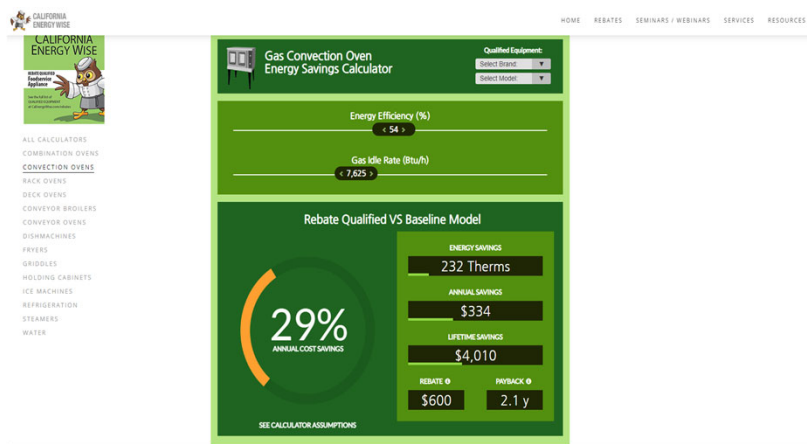 CALIFORNIA
ENERGY WISE
HOME REBATES SEMINARS / WEBINARS SERVICES RESOURCES
CALIFORNIA
ENERGY WISE
REBATE QUALIFIED
Foodservice
Appliance
ALL CALCULATORS
COMBINATION OVENS
CONVECTION OVENS
RACK OVENS
DECK OVENS
CONVEYOR BROILERS
CONVEYOR OVENS
DISHMACHINES
FRYERS
GRIDDLES
HOLDING CABINETS
ICE MACHINES
REFRIGERATION
STEAMERS
WATER
Gas Convection Oven
Energy Savings Calculator
Qualified Equipment:
Select Brand
Select Model
Energy Efficiency (%)
‹ 54 ›
Gas Idle Rate (Btu/h)
‹ 7,625 ›
Rebate Qualified VS Baseline Model
29%
ANNUAL COST SAVINGS
SEE CALCULATOR ASSUMPTIONS
ENERGY SAVINGS
232 Therms
ANNUAL SAVINGS
$334
LIFETIME SAVINGS
$4,010
REBATE PAYBACK
$600 2.1 y